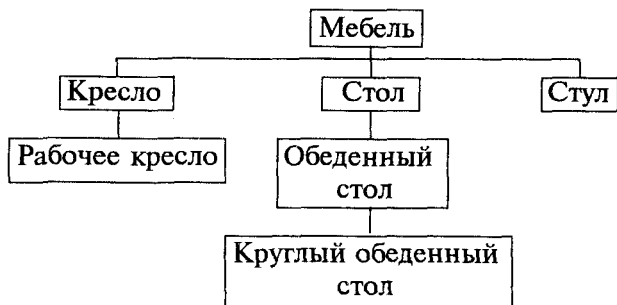 Мебель
Кресло
Стол
Стул
Рабочее кресло
Обеденный
стол
Круглый обеденный
стол